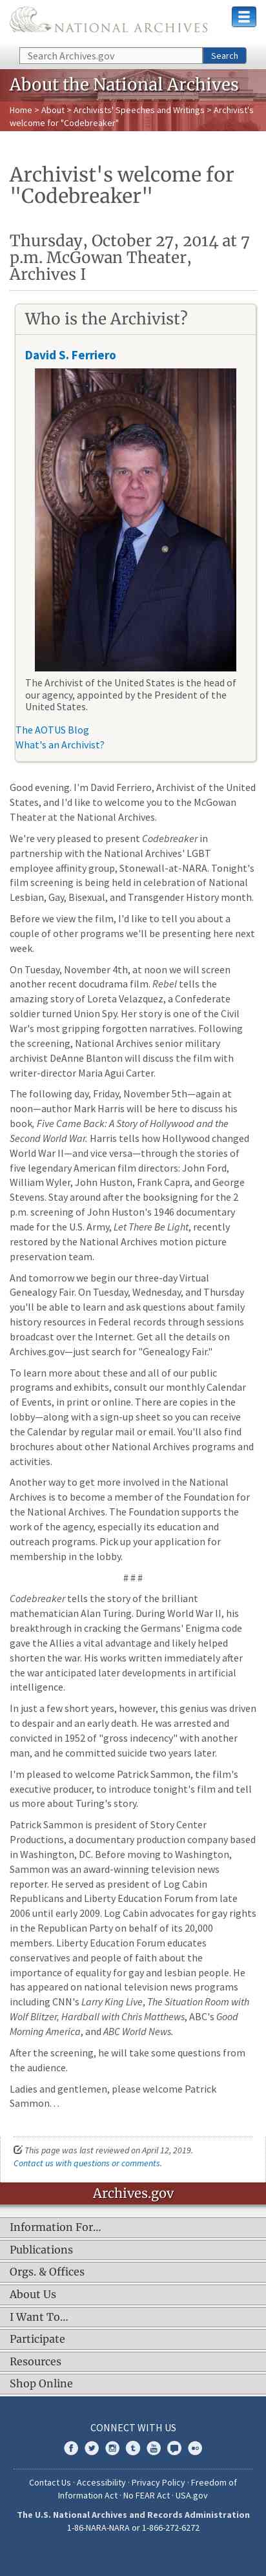 NATIONAL ARCHIVES
Search Archives.gov
Search
About the National Archives
Home > About > Archivists' Speeches and Writings > Archivist's
welcome for "Codebreaker"
Archivist's welcome for
"Codebreaker"
Thursday, October 27, 2014 at 7
p.m. McGowan Theater,
Archives I
Who is the Archivist?
David S. Ferriero
The Archivist of the United States is the head of
our agency, appointed by the President of the
United States.
The AOTUS Blog
What's an Archivist?
Good evening. I'm David Ferriero, Archivist of the United
States, and I'd like to welcome you to the McGowan
Theater at the National Archives.
We're very pleased to present Codebreaker in
partnership with the National Archives' LGBT
employee affinity group, Stonewall-at-NARA. Tonight's
film screening is being held in celebration of National
Lesbian, Gay, Bisexual, and Transgender History month.
Before we view the film, I'd like to tell you about a
couple of other programs we'll be presenting here next
week.
On Tuesday, November 4th, at noon we will screen
another recent docudrama film. Rebel tells the
amazing story of Loreta Velazquez, a Confederate
soldier turned Union Spy. Her story is one of the Civil
War's most gripping forgotten narratives. Following
the screening, National Archives senior military
archivist DeAnne Blanton will discuss the film with
writer-director Maria Agui Carter.
The following day, Friday, November 5th—again at
noon—author Mark Harris will be here to discuss his
book, Five Came Back: A Story of Hollywood and the
Second World War. Harris tells how Hollywood changed
World War II—and vice versa—through the stories of
five legendary American film directors: John Ford,
William Wyler, John Huston, Frank Capra, and George
Stevens. Stay around after the booksigning for the 2
p.m. screening of John Huston's 1946 documentary
made for the U.S. Army, Let There Be Light, recently
restored by the National Archives motion picture
preservation team.
And tomorrow we begin our three-day Virtual
Genealogy Fair. On Tuesday, Wednesday, and Thursday
you'll be able to learn and ask questions about family
history resources in Federal records through sessions
broadcast over the Internet. Get all the details on
Archives.gov—just search for "Genealogy Fair."
To learn more about these and all of our public
programs and exhibits, consult our monthly Calendar
of Events, in print or online. There are copies in the
lobby—along with a sign-up sheet so you can receive
the Calendar by regular mail or email. You'll also find
brochures about other National Archives programs and
activities.
Another way to get more involved in the National
Archives is to become a member of the Foundation for
the National Archives. The Foundation supports the
work of the agency, especially its education and
outreach programs. Pick up your application for
membership in the lobby.
# # #
Codebreaker tells the story of the brilliant
mathematician Alan Turing. During World War II, his
breakthrough in cracking the Germans' Enigma code
gave the Allies a vital advantage and likely helped
shorten the war. His works written immediately after
the war anticipated later developments in artificial
intelligence.
In just a few short years, however, this genius was driven
to despair and an early death. He was arrested and
convicted in 1952 of "gross indecency" with another
man, and he committed suicide two years later.
I'm pleased to welcome Patrick Sammon, the film's
executive producer, to introduce tonight's film and tell
us more about Turing's story.
Patrick Sammon is president of Story Center
Productions, a documentary production company based
in Washington, DC. Before moving to Washington,
Sammon was an award-winning television news
reporter. He served as president of Log Cabin
Republicans and Liberty Education Forum from late
2006 until early 2009. Log Cabin advocates for gay rights
in the Republican Party on behalf of its 20,000
members. Liberty Education Forum educates
conservatives and people of faith about the
importance of equality for gay and lesbian people. He
has appeared on national television news programs
including CNN's Larry King Live, The Situation Room with
Wolf Blitzer, Hardball with Chris Matthews, ABC's Good
Morning America, and ABC World News.
After the screening, he will take some questions from
the audience.
Ladies and gentlemen, please welcome Patrick
Sammon. . .
This page was last reviewed on April 12, 2019.
Contact us with questions or comments.
Archives.gov
Information For…
Publications
Orgs. & Offices
About Us
I Want To…
Participate
Resources
Shop Online
CONNECT WITH US
Contact Us · Accessibility · Privacy Policy · Freedom of
Information Act · No FEAR Act · USA.gov
The U.S. National Archives and Records Administration
1-86-NARA-NARA or 1-866-272-6272